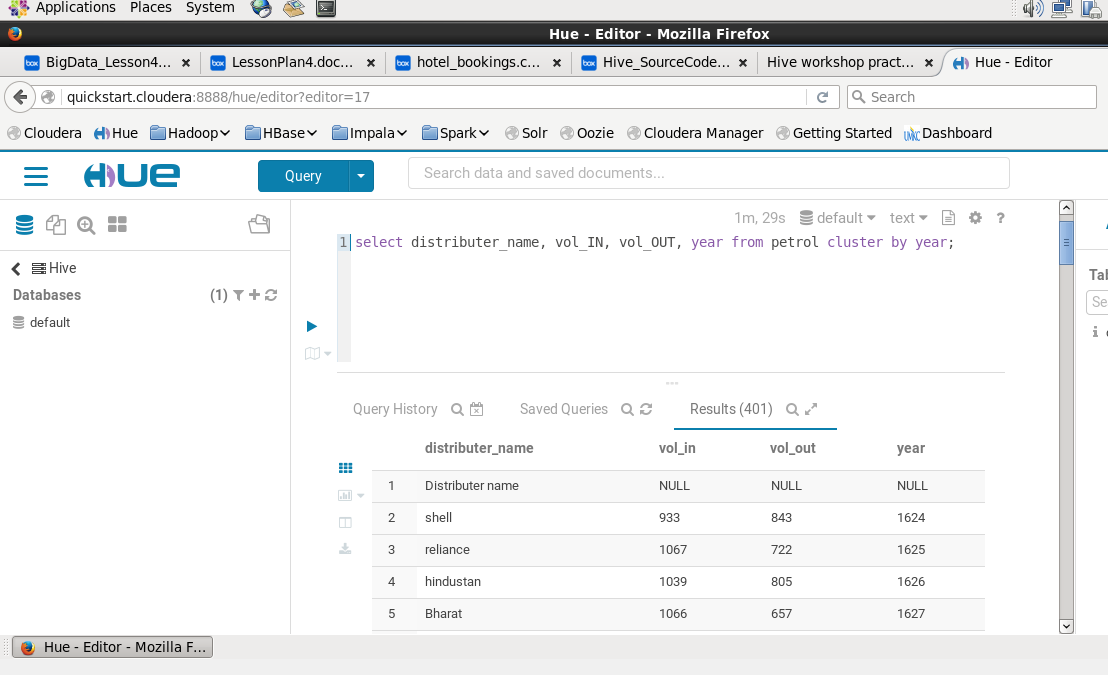 Applications Places System
Hue - Editor - Mozilla Firefox
box BigData_Lesson4... × box LessonPlan4.doc... × box hotel_bookings.c... × box Hive_SourceCode... × Hive workshop pract... × Hue - Editor
quickstart.cloudera:8888/hue/editor?editor=17 Search
Cloudera Hue Hadoop HBase Impala Spark Solr Oozie Cloudera Manager Getting Started UMKC Dashboard
HUE Query Search data and saved documents...
1m, 29s default text ?
1 select distributer_name, vol_IN, vol_OUT, year from petrol cluster by year;
Hive
Databases (1)
default
Tal
Se
Query History Saved Queries Results (401)
distributer_name vol_in vol_out year
1 Distributer name NULL NULL NULL
2 shell 933 843 1624
3 reliance 1067 722 1625
4 hindustan 1039 805 1626
5 Bharat 1066 657 1627
Hue - Editor - Mozilla F...